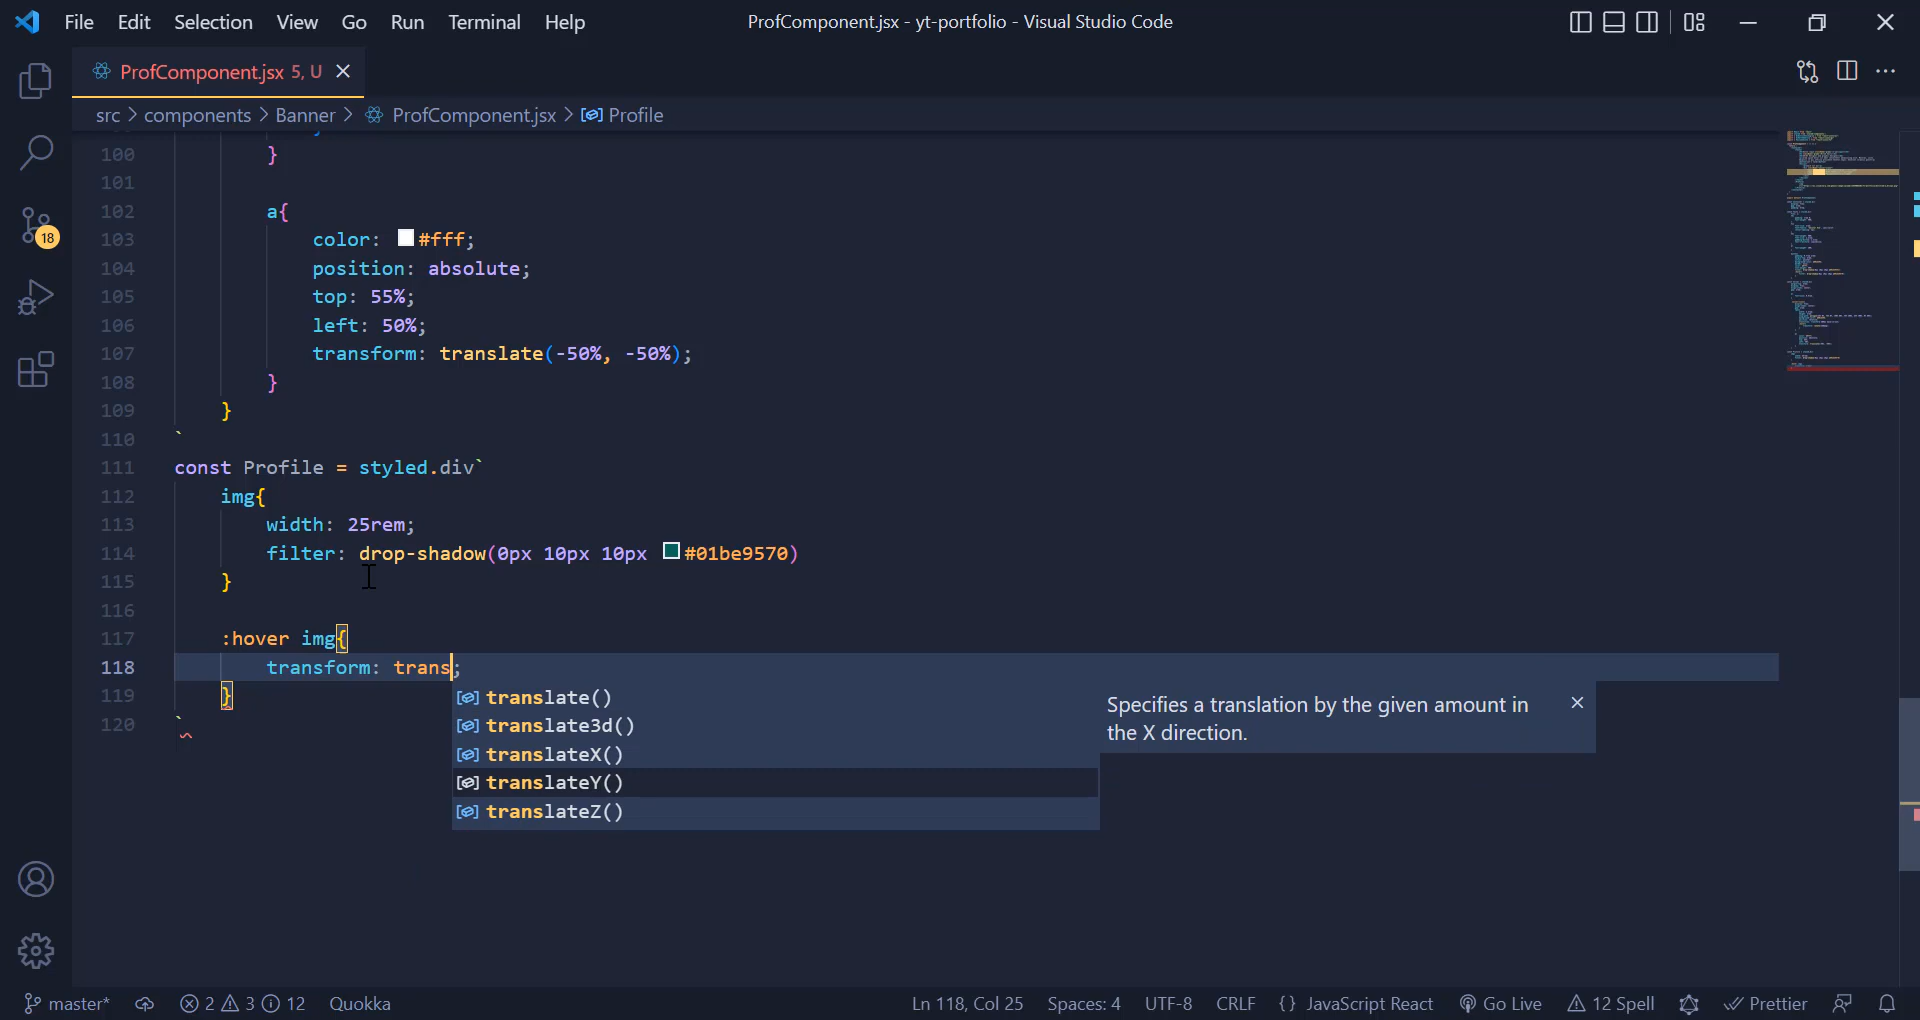 File Edit Selection View Go Run Terminal Help
ProfComponent.jsx - yt-portfolio - Visual Studio Code
ProfComponent.jsx 5, U
src > components > Banner > ProfComponent.jsx > Profile
100 }
101
102 a{
103 color: #fff;
104 position: absolute;
105 top: 55%;
106 left: 50%;
107 transform: translate(-50%, -50%);
108 }
109 }
110 `
111 const Profile = styled.div`
112 img{
113 width: 25rem;
114 filter: drop-shadow(0px 10px 10px #01be9570)
115 }
116
117 :hover img{
118 transform: trans;
119 }
120 `
translate()
translate3d()
translateX()
translateY()
translateZ()
Specifies a translation by the given amount in
the X direction.
18
master* 2 3 12 Quokka
Ln 118, Col 25 Spaces: 4 UTF-8 CRLF {} JavaScript React Go Live 12 Spell Prettier